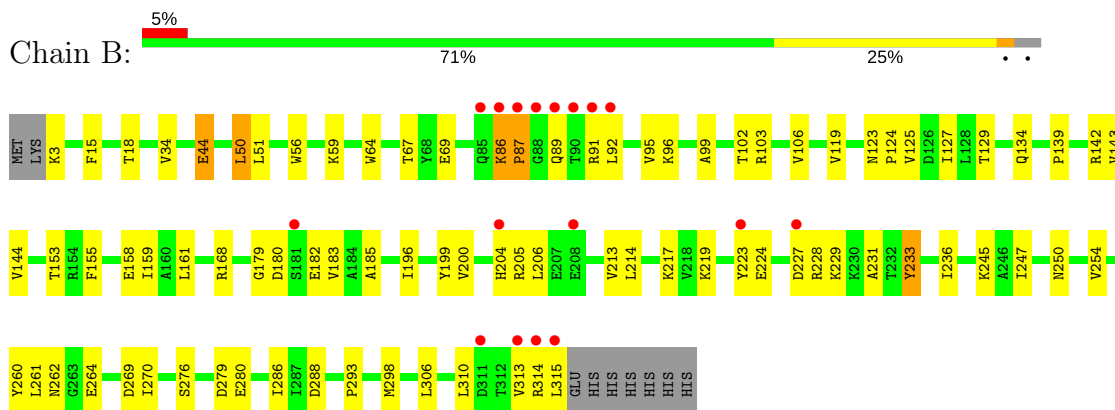 5%
Chain B:
71% 25% • •
MET LYS K3 F15 T18 V34 E44 L50 L51 W56 K59 W64 T67 Y68 E69 Q85 K86 P87 G88 Q89 T90 R91 L92 V95 K96 A99 T102 R103 V106 V119 N123 P124 V125 D126 I127 L128 T129 Q134 P139 R142
V144 T153 R154 F155 E158 I159 A160 L161 R168 G179 D180 S181 E182 V183 A184 A185 I196 Y199 V200 H204 R205 L206 E207 E208 V213 L214 K217 V218 K219 Y223 E224 D227 R228 K229 K230 A231 T232 Y233 I236 K245 A246 I247 N250 V254
Y260 L261 N262 G263 E264 D269 I270 S276 D279 E280 I286 I287 D288 P293 M298 L306 L310 D311 T312 V313 R314 L315 GLU HIS HIS HIS HIS HIS HIS